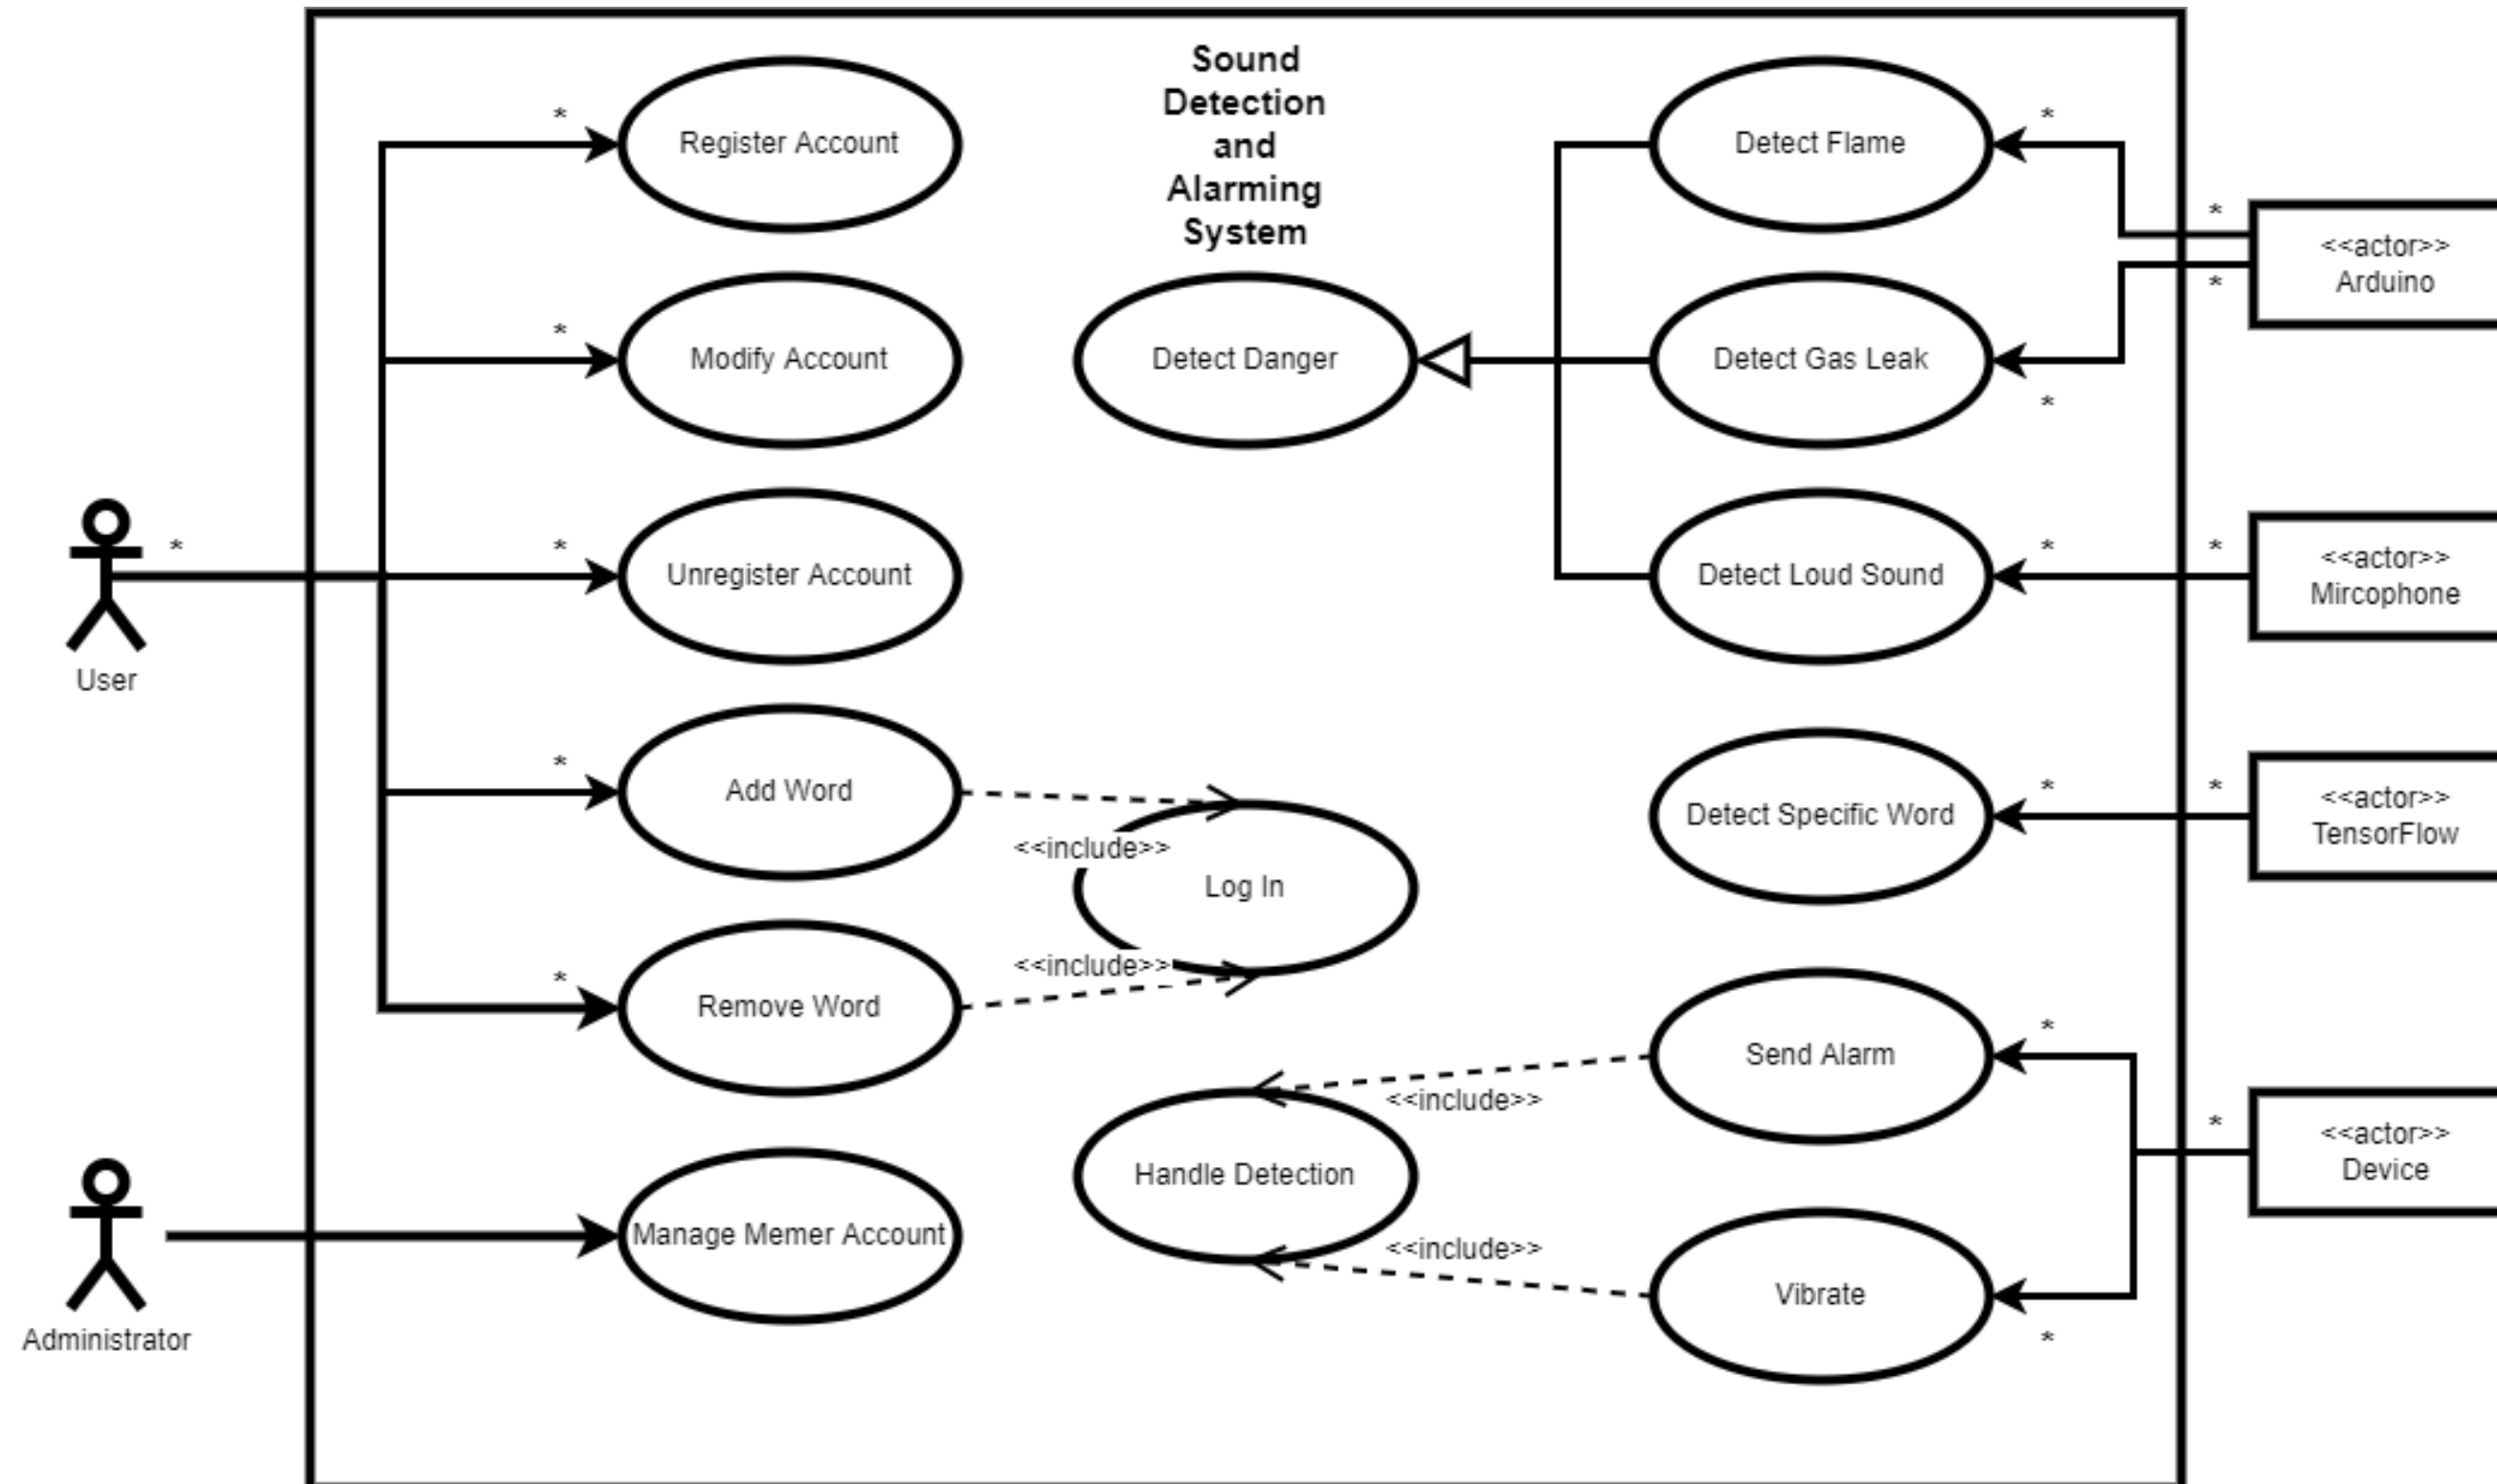 Sound
Detection
and
Alarming
System
Register Account
*
Modify Account
*
Unregister Account
*
*
User
Add Word
*
Remove Word
*
<<include>>
Log In
<<include>>
Manage Memer Account
Administrator
Detect Danger
Detect Flame
*
*
<<actor>>
Arduino
*
Detect Gas Leak
*
Detect Loud Sound
*
*
<<actor>>
Mircophone
Detect Specific Word
*
*
<<actor>>
TensorFlow
Send Alarm
*
<<include>>
Handle Detection
*
<<actor>>
Device
<<include>>
Vibrate
*